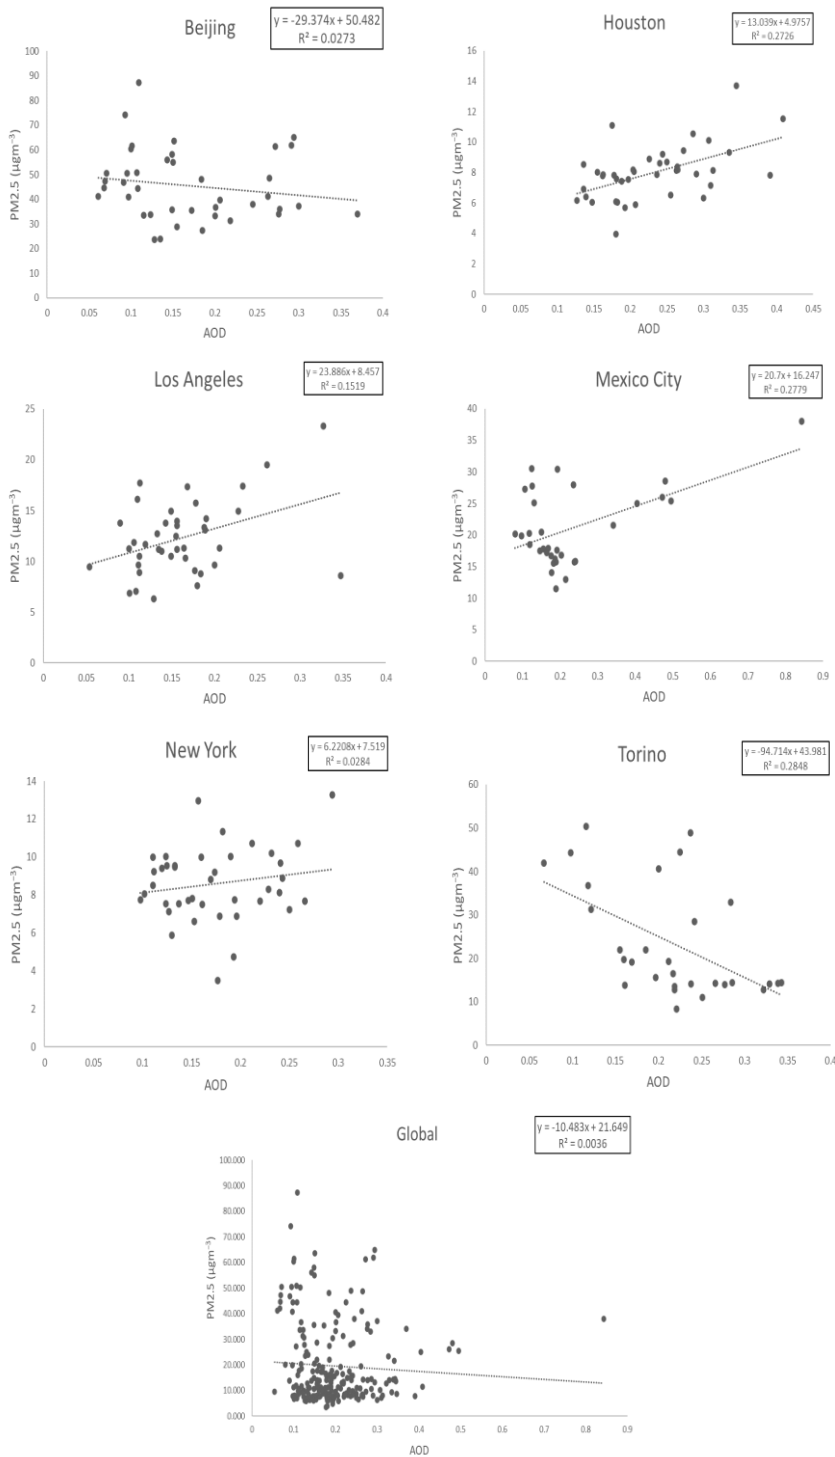 Beijing
y = -29.374x + 50.482
R² = 0.0273
PM2.5 (µgm⁻³)
100
90
80
70
60
50
40
30
20
10
0
0 0.05 0.1 0.15 0.2 0.25 0.3 0.35 0.4
AOD
Houston
y = 13.039x + 4.9757
R² = 0.2726
PM2.5 (µgm⁻³)
16
14
12
10
8
6
4
2
0
0 0.05 0.1 0.15 0.2 0.25 0.3 0.35 0.4 0.45
AOD
Los Angeles
y = 23.886x + 8.457
R² = 0.1519
PM2.5 (µgm⁻³)
25
20
15
10
5
0
0 0.05 0.1 0.15 0.2 0.25 0.3 0.35 0.4
AOD
Mexico City
y = 20.7x + 16.247
R² = 0.2779
PM2.5 (µgm⁻³)
40
35
30
25
20
15
10
5
0
0 0.1 0.2 0.3 0.4 0.5 0.6 0.7 0.8 0.9
AOD
New York
y = 6.2208x + 7.519
R² = 0.0284
PM2.5 (µgm⁻³)
14
12
10
8
6
4
2
0
0 0.05 0.1 0.15 0.2 0.25 0.3 0.35
AOD
Torino
y = -94.714x + 43.981
R² = 0.2848
PM2.5 (µgm⁻³)
60
50
40
30
20
10
0
0 0.05 0.1 0.15 0.2 0.25 0.3 0.35 0.4
AOD
Global
y = -10.483x + 21.649
R² = 0.0036
PM2.5 (µgm⁻³)
100.000
90.000
80.000
70.000
60.000
50.000
40.000
30.000
20.000
10.000
0.000
0 0.1 0.2 0.3 0.4 0.5 0.6 0.7 0.8 0.9
AOD